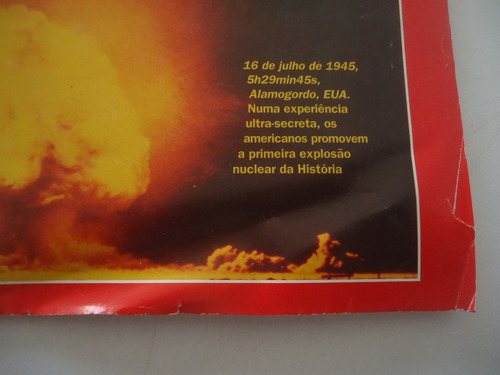 16 de julho de 1945,
5h29min45s,
Alamogordo, EUA.
Numa experiência
ultra-secreta, os
americanos promovem
a primeira explosão
nuclear da História